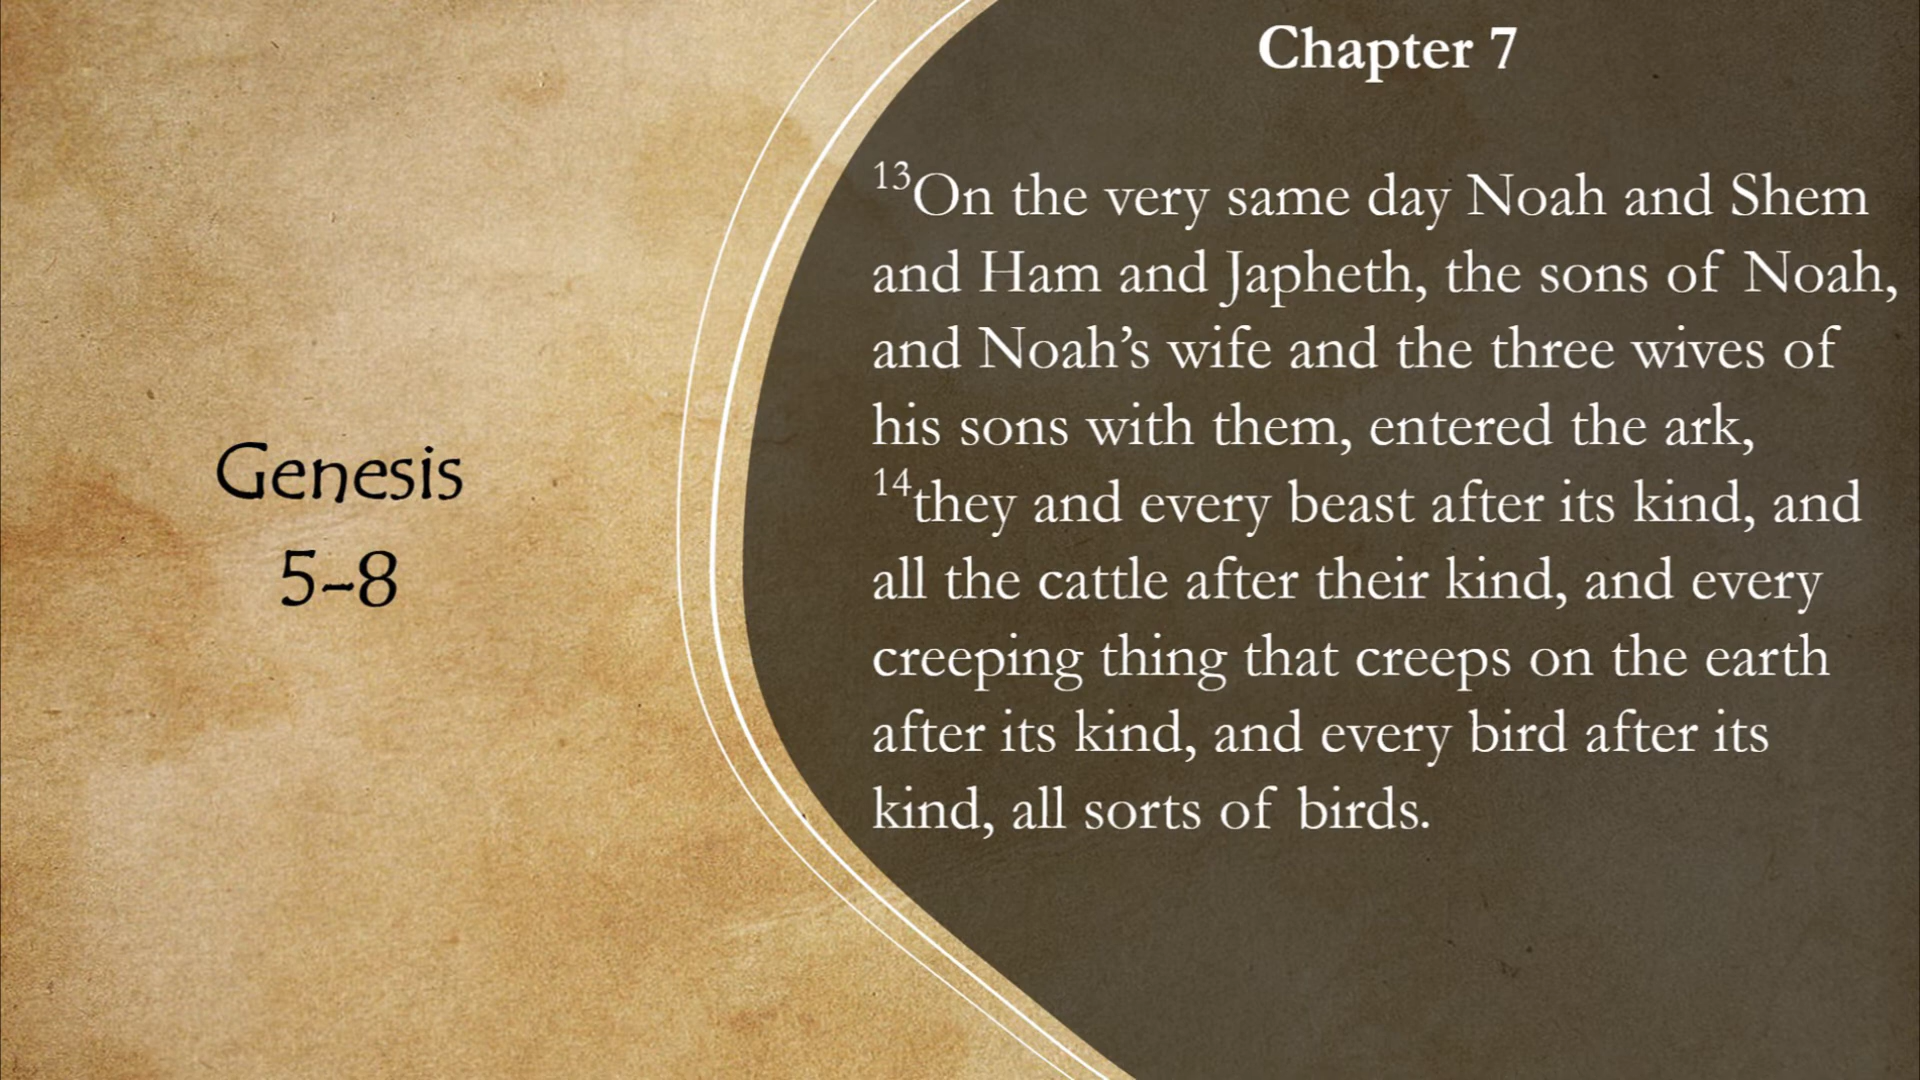 Genesis
5-8
Chapter 7
13On the very same day Noah and Shem
and Ham and Japheth, the sons of Noah,
and Noah’s wife and the three wives of
his sons with them, entered the ark,
14they and every beast after its kind, and
all the cattle after their kind, and every
creeping thing that creeps on the earth
after its kind, and every bird after its
kind, all sorts of birds.